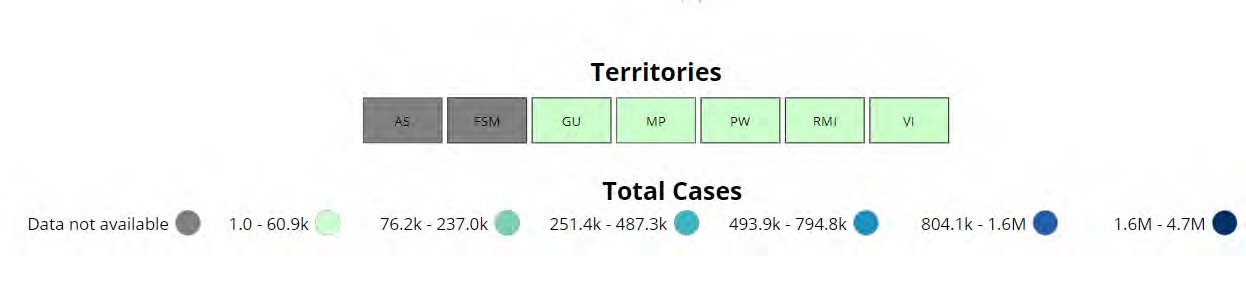 Territories
AS FSM GU MP PW RMI VI
Total Cases
Data not available 1.0 - 60.9k 76.2k - 237.0k 251.4k - 487.3k 493.9k - 794.8k 804.1k - 1.6M 1.6M - 4.7M